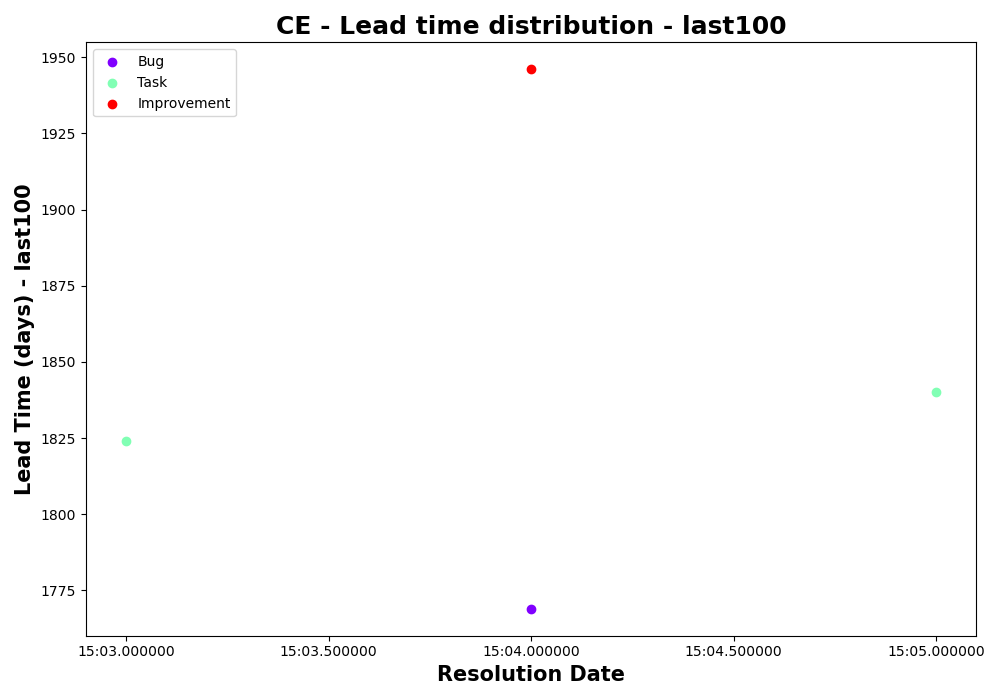 CE - Lead time distribution - last100
Bug
Task
Improvement
Lead Time (days) - last100
1950
1925
1900
1875
1850
1825
1800
1775
15:03.000000
15:03.500000
15:04.000000
15:04.500000
15:05.000000
Resolution Date